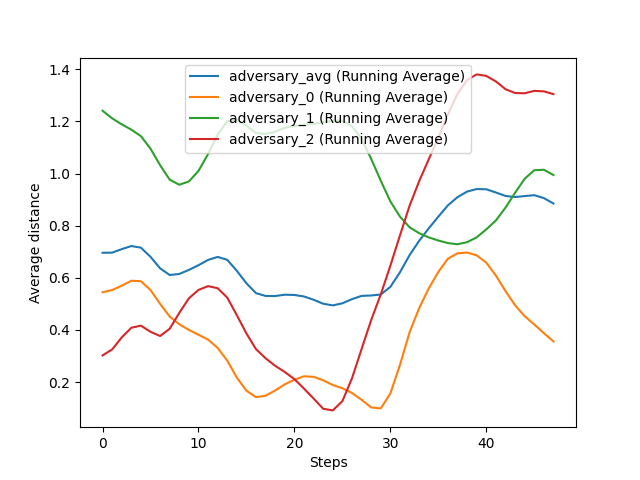 1.4
1.2
1.0
0.8
0.6
0.4
0.2
0
10
20
30
40
Steps
Average distance
adversary_avg (Running Average)
adversary_0 (Running Average)
adversary_1 (Running Average)
adversary_2 (Running Average)